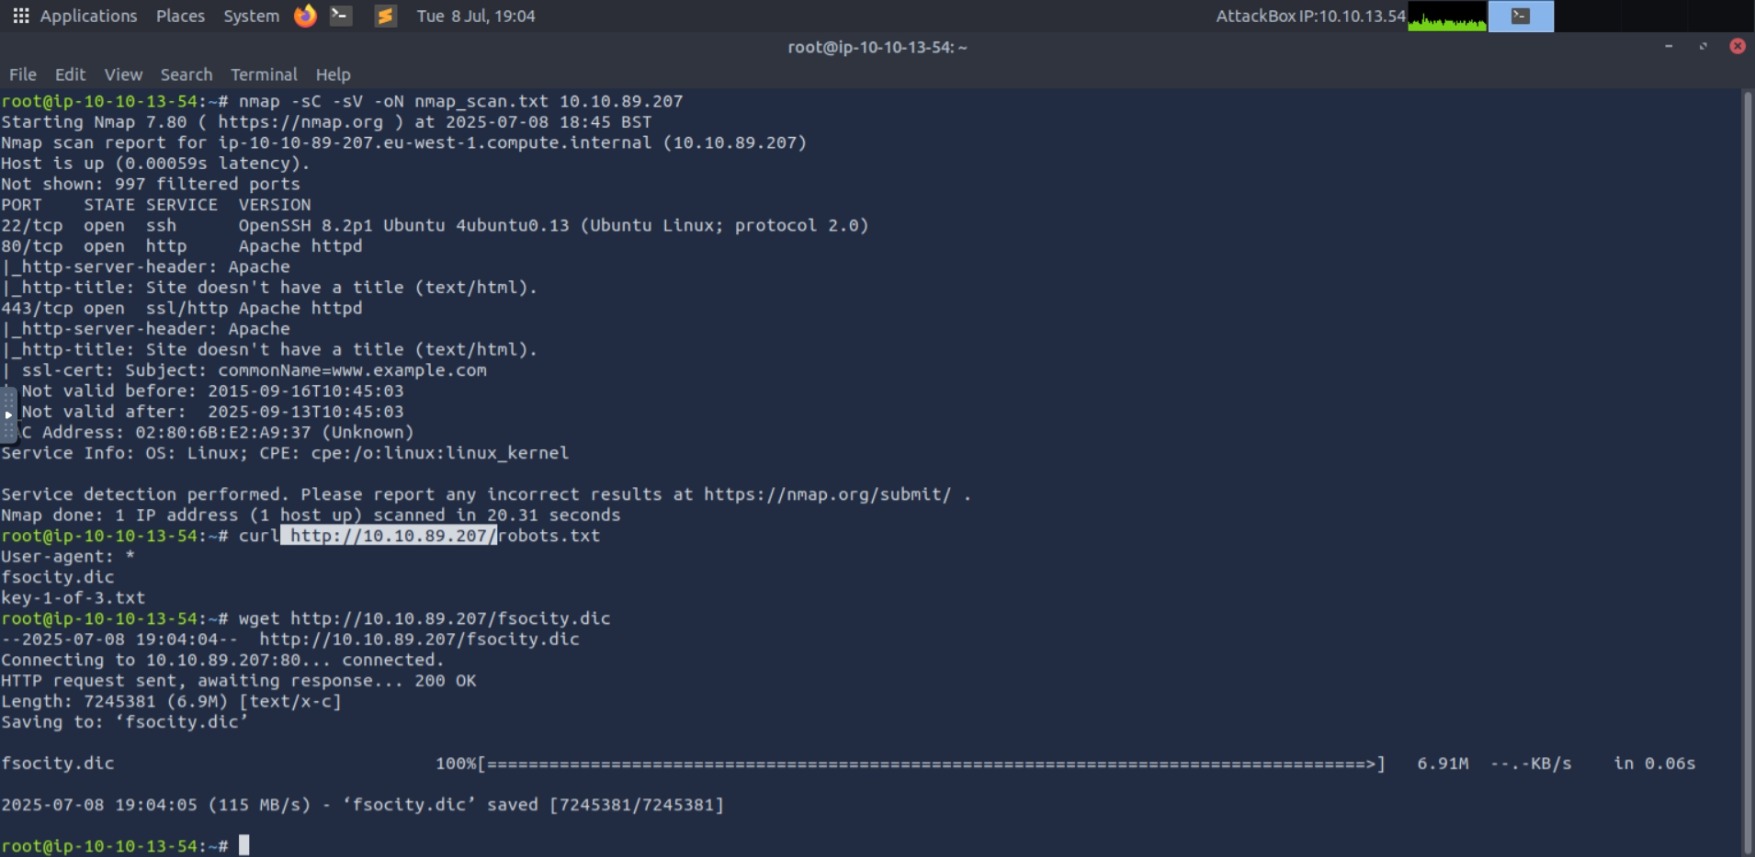 Applications Places System Tue 8 Jul, 19:04 AttackBox IP:10.10.13.54
root@ip-10-10-13-54: ~
File Edit View Search Terminal Help
root@ip-10-10-13-54:~# nmap -sC -sV -oN nmap_scan.txt 10.10.89.207
Starting Nmap 7.80 ( https://nmap.org ) at 2025-07-08 18:45 BST
Nmap scan report for ip-10-10-89-207.eu-west-1.compute.internal (10.10.89.207)
Host is up (0.00059s latency).
Not shown: 997 filtered ports
PORT    STATE SERVICE  VERSION
22/tcp  open  ssh      OpenSSH 8.2p1 Ubuntu 4ubuntu0.13 (Ubuntu Linux; protocol 2.0)
80/tcp  open  http     Apache httpd
|_http-server-header: Apache
|_http-title: Site doesn't have a title (text/html).
443/tcp open  ssl/http Apache httpd
|_http-server-header: Apache
|_http-title: Site doesn't have a title (text/html).
| ssl-cert: Subject: commonName=www.example.com
Not valid before: 2015-09-16T10:45:03
_Not valid after:  2025-09-13T10:45:03
C Address: 02:80:6B:E2:A9:37 (Unknown)
Service Info: OS: Linux; CPE: cpe:/o:linux:linux_kernel
Service detection performed. Please report any incorrect results at https://nmap.org/submit/ .
Nmap done: 1 IP address (1 host up) scanned in 20.31 seconds
root@ip-10-10-13-54:~# curl http://10.10.89.207/robots.txt
User-agent: *
fsocity.dic
key-1-of-3.txt
root@ip-10-10-13-54:~# wget http://10.10.89.207/fsocity.dic
--2025-07-08 19:04:04--  http://10.10.89.207/fsocity.dic
Connecting to 10.10.89.207:80... connected.
HTTP request sent, awaiting response... 200 OK
Length: 7245381 (6.9M) [text/x-c]
Saving to: ‘fsocity.dic’
fsocity.dic 100%[=====================================================================================>] 6.91M --.-KB/s in 0.06s
2025-07-08 19:04:05 (115 MB/s) - ‘fsocity.dic’ saved [7245381/7245381]
root@ip-10-10-13-54:~#